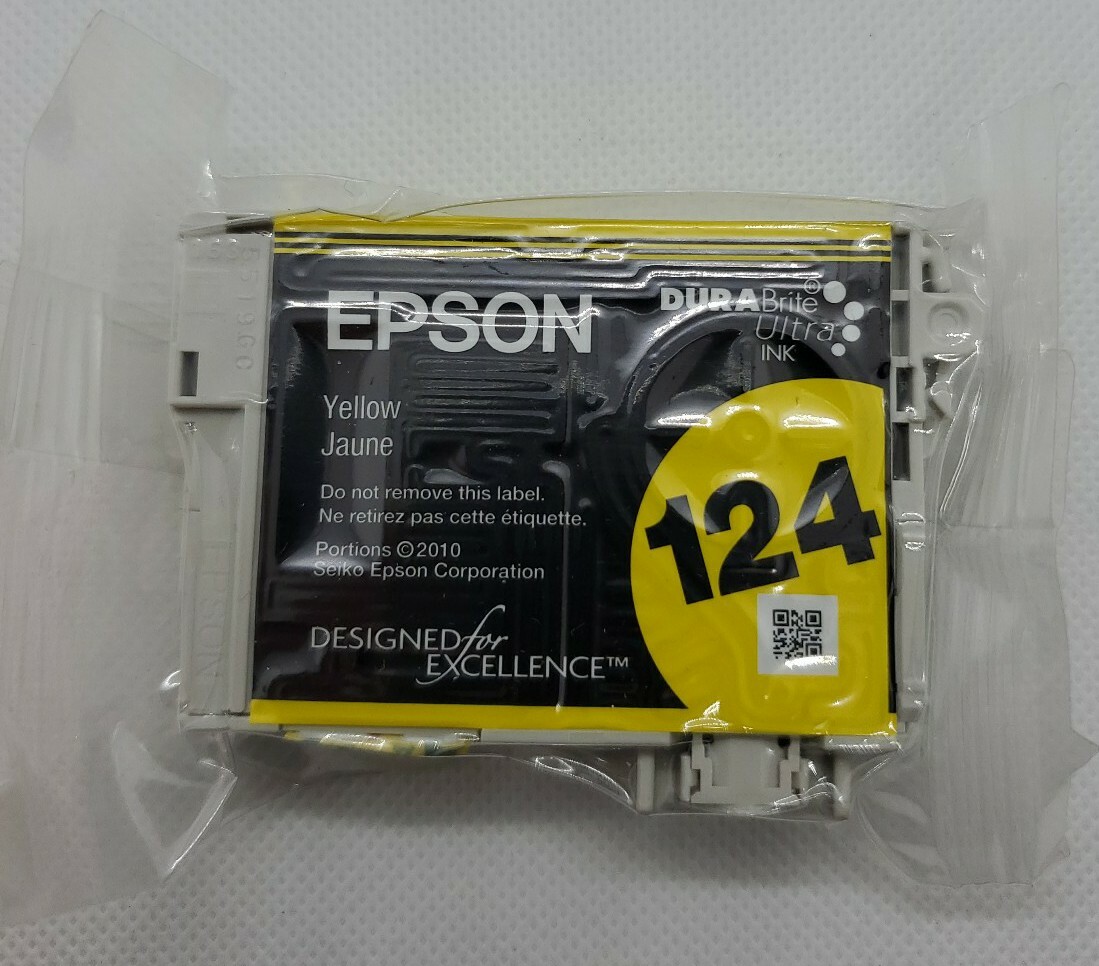 EPSON
DURABrite®
Ultra
INK
Yellow
Jaune
124
Do not remove this label.
Ne retirez pas cette étiquette.
Portions ©2010
Seiko Epson Corporation
DESIGNED for
EXCELLENCE™